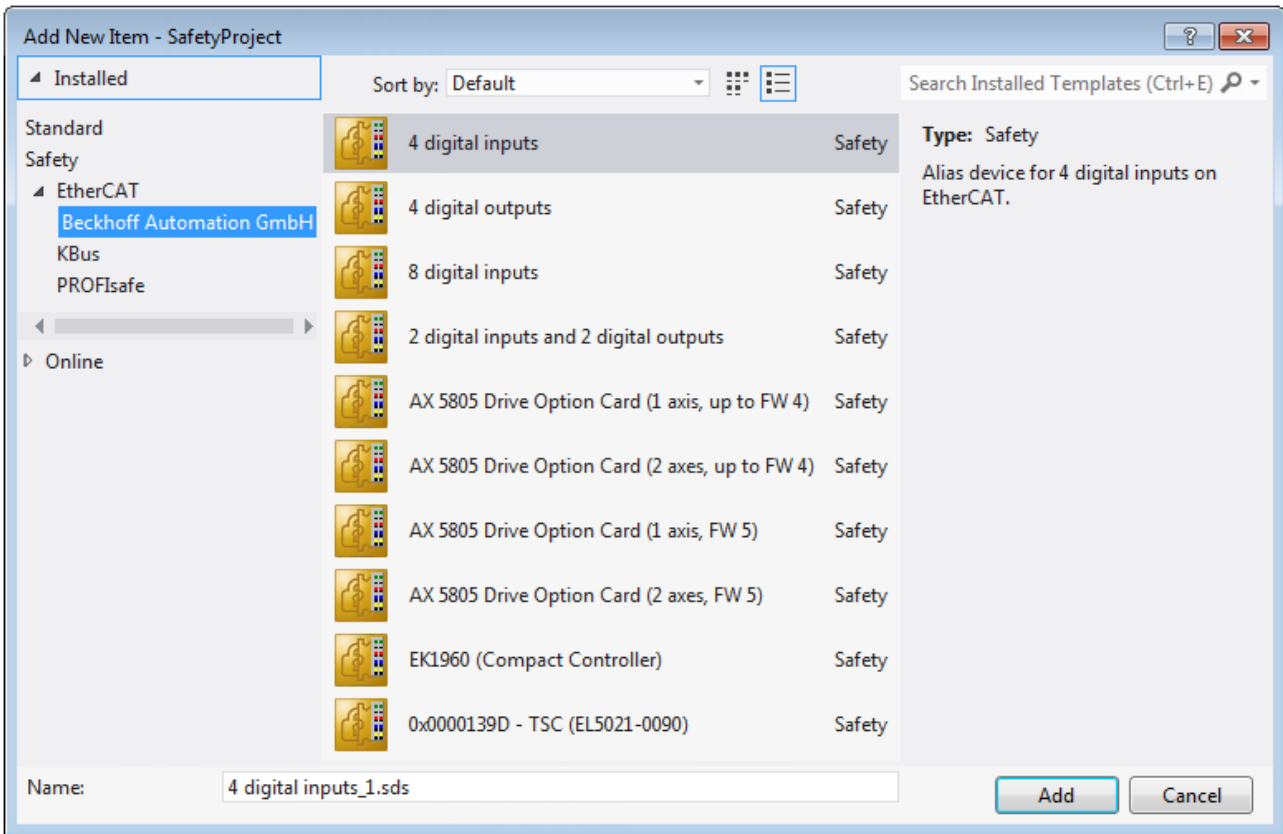 Add New Item - SafetyProject
Installed
Sort by: Default
Search Installed Templates (Ctrl+E)
Standard
Safety
EtherCAT
Beckhoff Automation GmbH
KBus
PROFIsafe
Online
4 digital inputs Safety
4 digital outputs Safety
8 digital inputs Safety
2 digital inputs and 2 digital outputs Safety
AX 5805 Drive Option Card (1 axis, up to FW 4) Safety
AX 5805 Drive Option Card (2 axes, up to FW 4) Safety
AX 5805 Drive Option Card (1 axis, FW 5) Safety
AX 5805 Drive Option Card (2 axes, FW 5) Safety
EK1960 (Compact Controller) Safety
0x0000139D - TSC (EL5021-0090) Safety
Type: Safety
Alias device for 4 digital inputs on
EtherCAT.
Name: 4 digital inputs_1.sds
Add Cancel